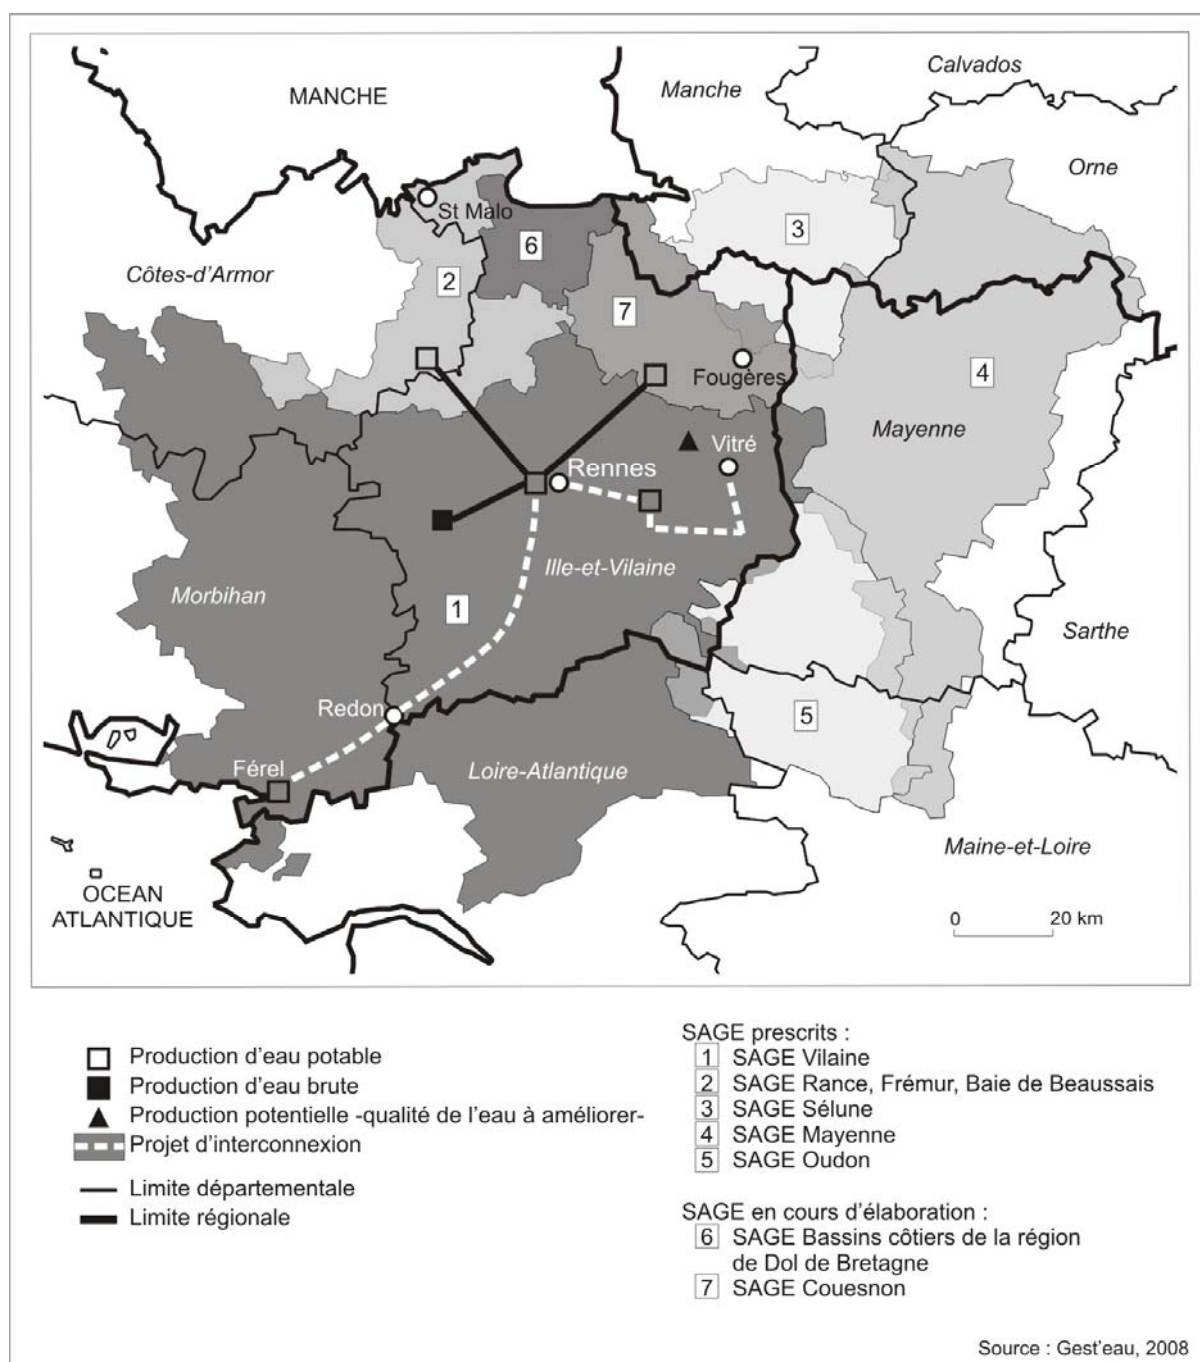 MANCHE
Manche
Calvados
Orne
St Malo
3
6
Côtes-d'Armor
2
7
Fougères
4
Mayenne
Vitré
Rennes
Ille-et-Vilaine
Morbihan
1
Sarthe
Redon
5
Férel
Loire-Atlantique
Maine-et-Loire
OCEAN
ATLANTIQUE
0 20 km
Production d'eau potable
Production d'eau brute
Production potentielle -qualité de l'eau à améliorer-
Projet d'interconnexion
Limite départementale
Limite régionale
SAGE prescrits :
1 SAGE Vilaine
2 SAGE Rance, Frémur, Baie de Beaussais
3 SAGE Sélune
4 SAGE Mayenne
5 SAGE Oudon
SAGE en cours d'élaboration :
6 SAGE Bassins côtiers de la région
de Dol de Bretagne
7 SAGE Couesnon
Source : Gest'eau, 2008